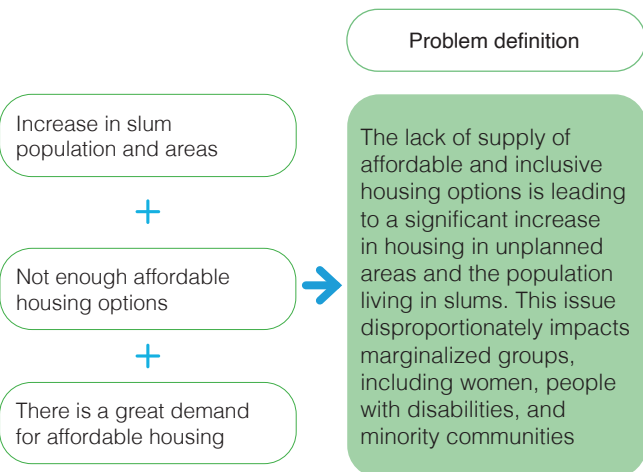 Problem definition
Increase in slum
population and areas
+
Not enough affordable
housing options
+
There is a great demand
for affordable housing
The lack of supply of
affordable and inclusive
housing options is leading
to a significant increase
in housing in unplanned
areas and the population
living in slums. This issue
disproportionately impacts
marginalized groups,
including women, people
with disabilities, and
minority communities